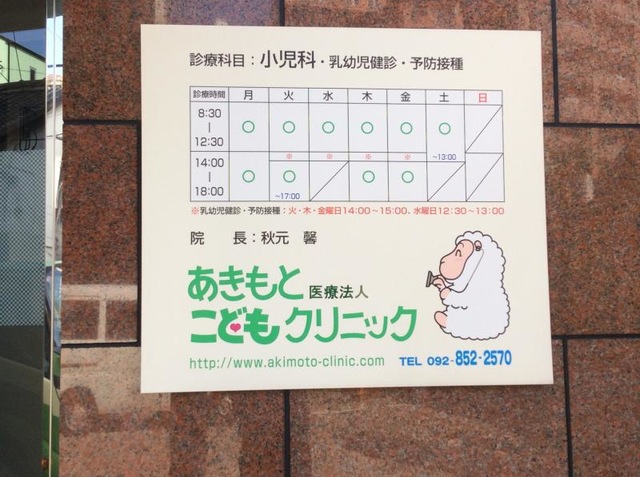 診療科目：小児科・乳幼児健診・予防接種
診療時間 月 火 水 木 金 土 日
8:30 | 12:30 ○ ○ ○ ○ ○ ○ ~13:00
14:00 | 18:00 ○ ※ ○ ~17:00 ※ ※ ○ ※ ○
※乳幼児健診・予防接種：火・木・金曜日14:00~15:00、水曜日12:30~13:00
院　長：秋元　馨
あきもと 医療法人
こどもクリニック
http://www.akimoto-clinic.com TEL 092-852-2570